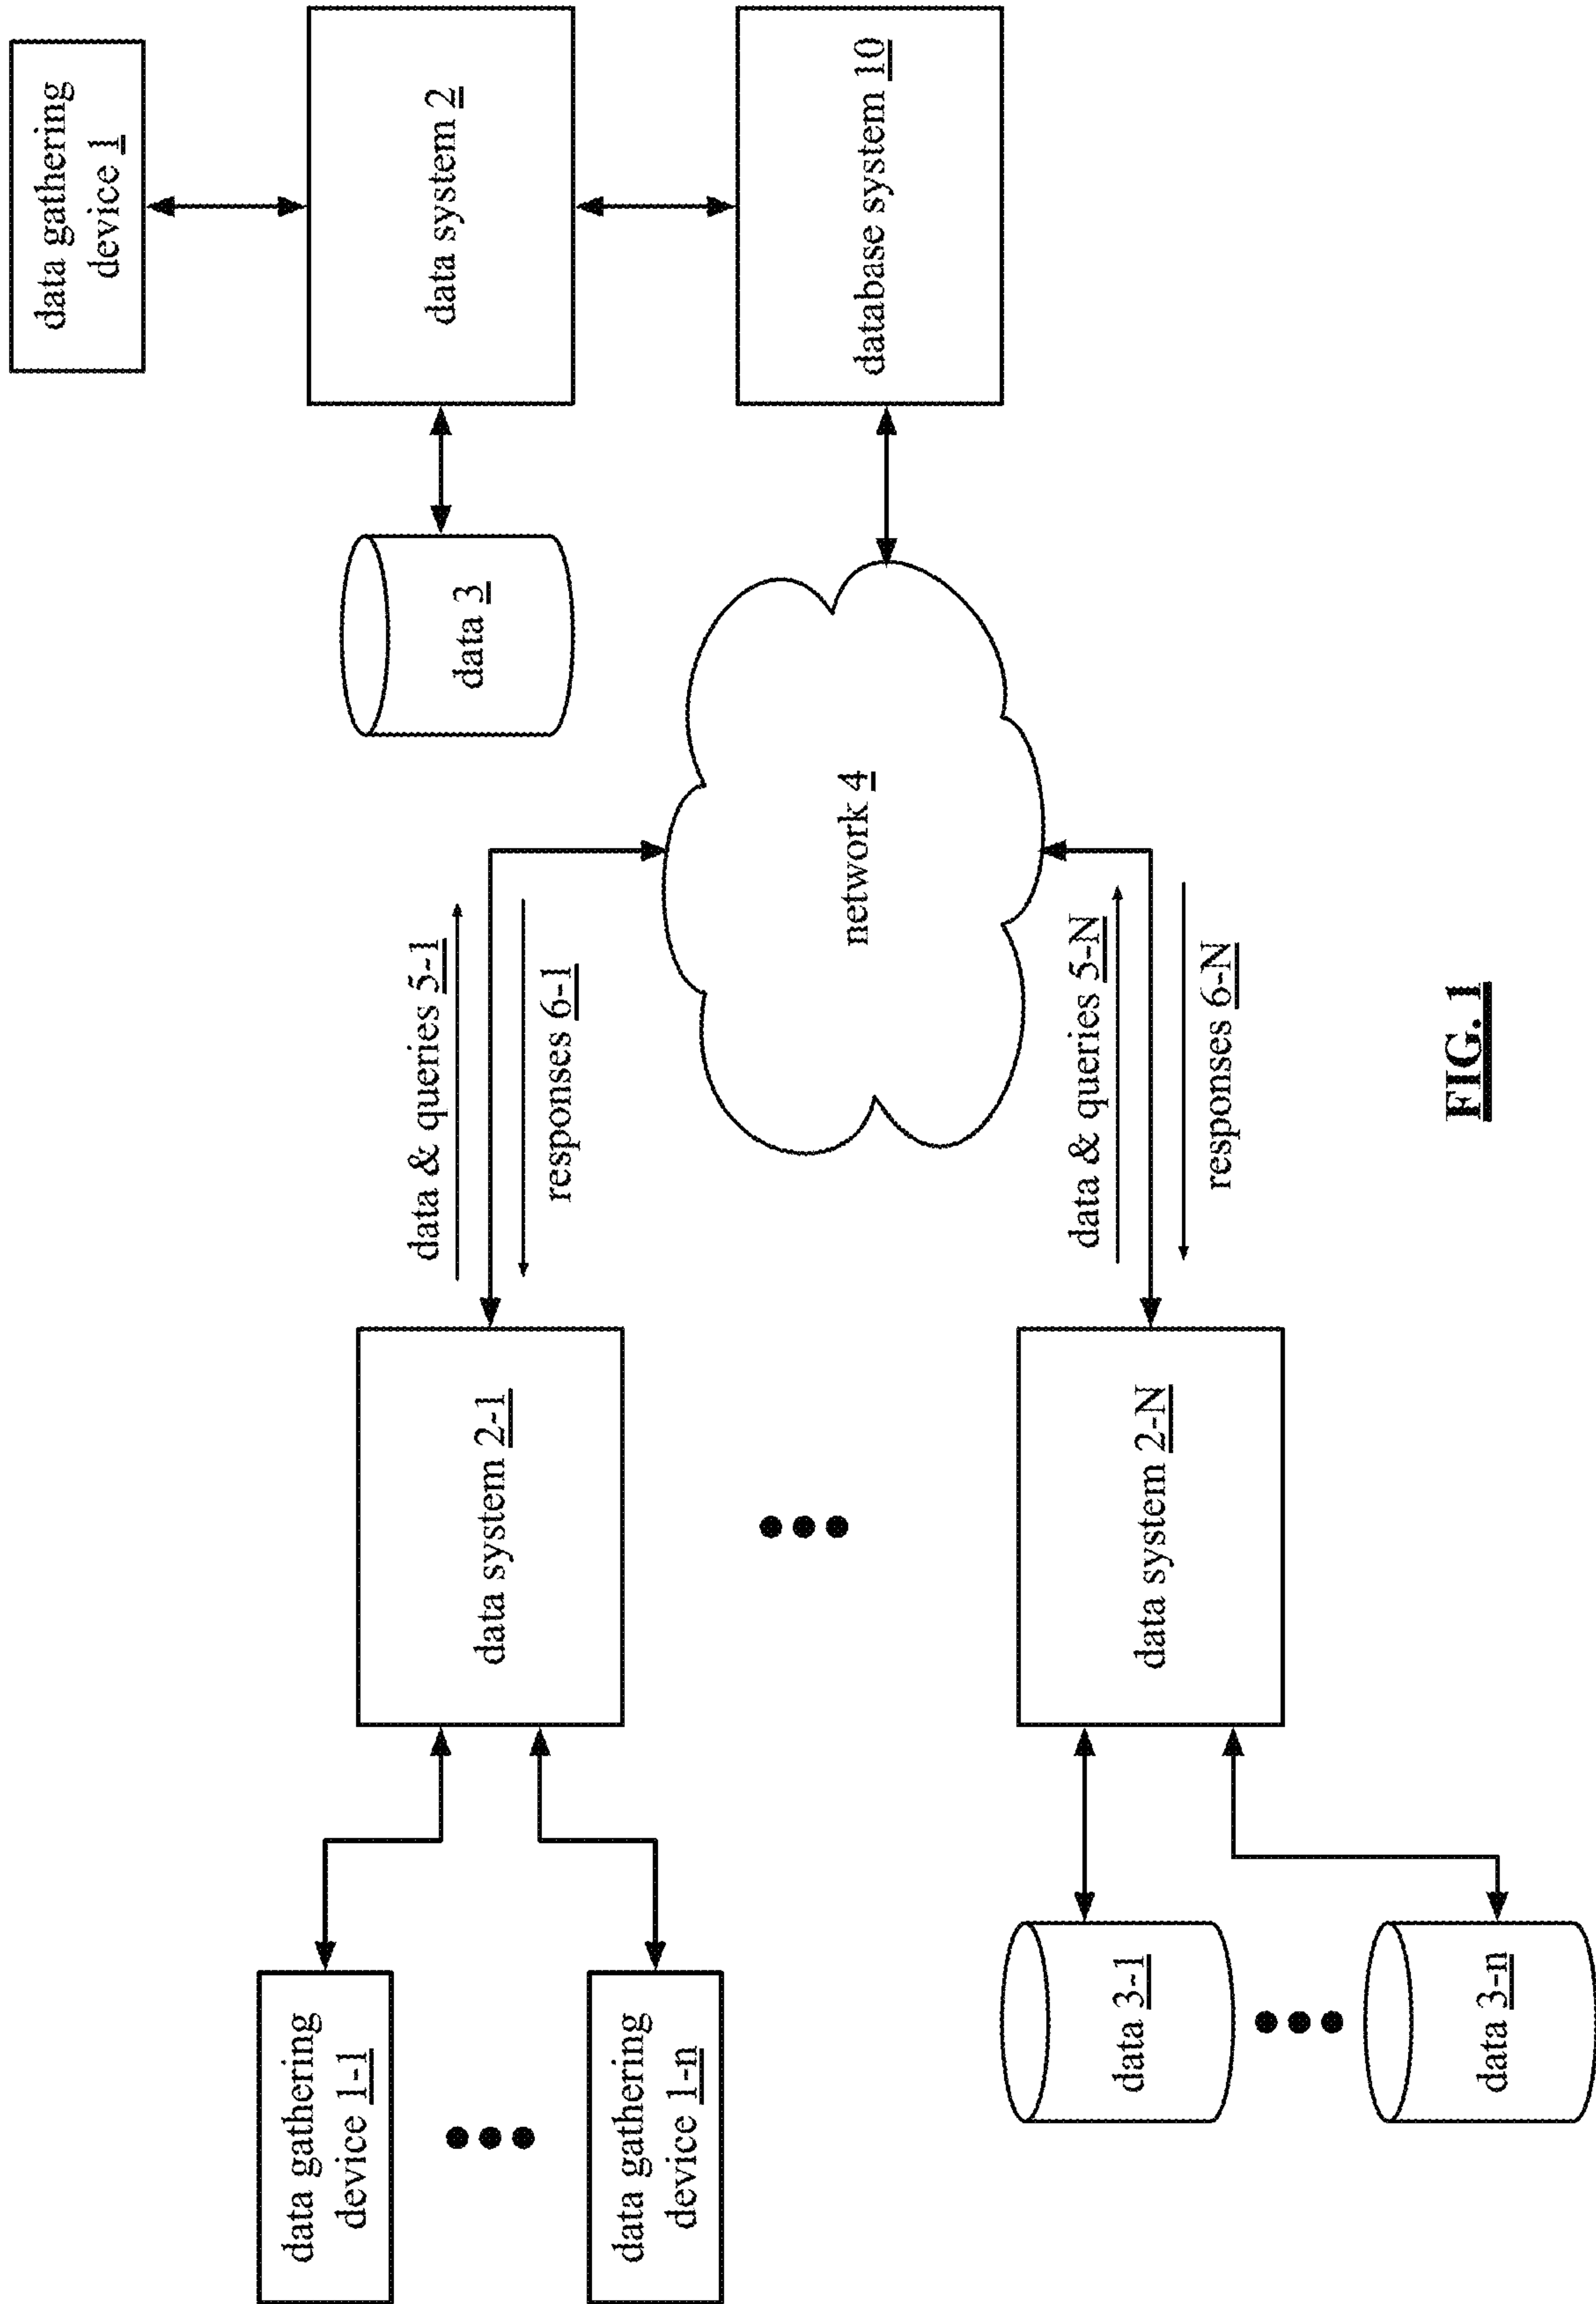 data gathering
device 1
data system 2
data 3
database system 10
data & queries 5-1
responses 6-1
network 4
data & queries 5-N
responses 6-N
data gathering
device 1-1
data gathering
device 1-n
data system 2-1
data system 2-N
data 3-1
data 3-n
FIG. 1